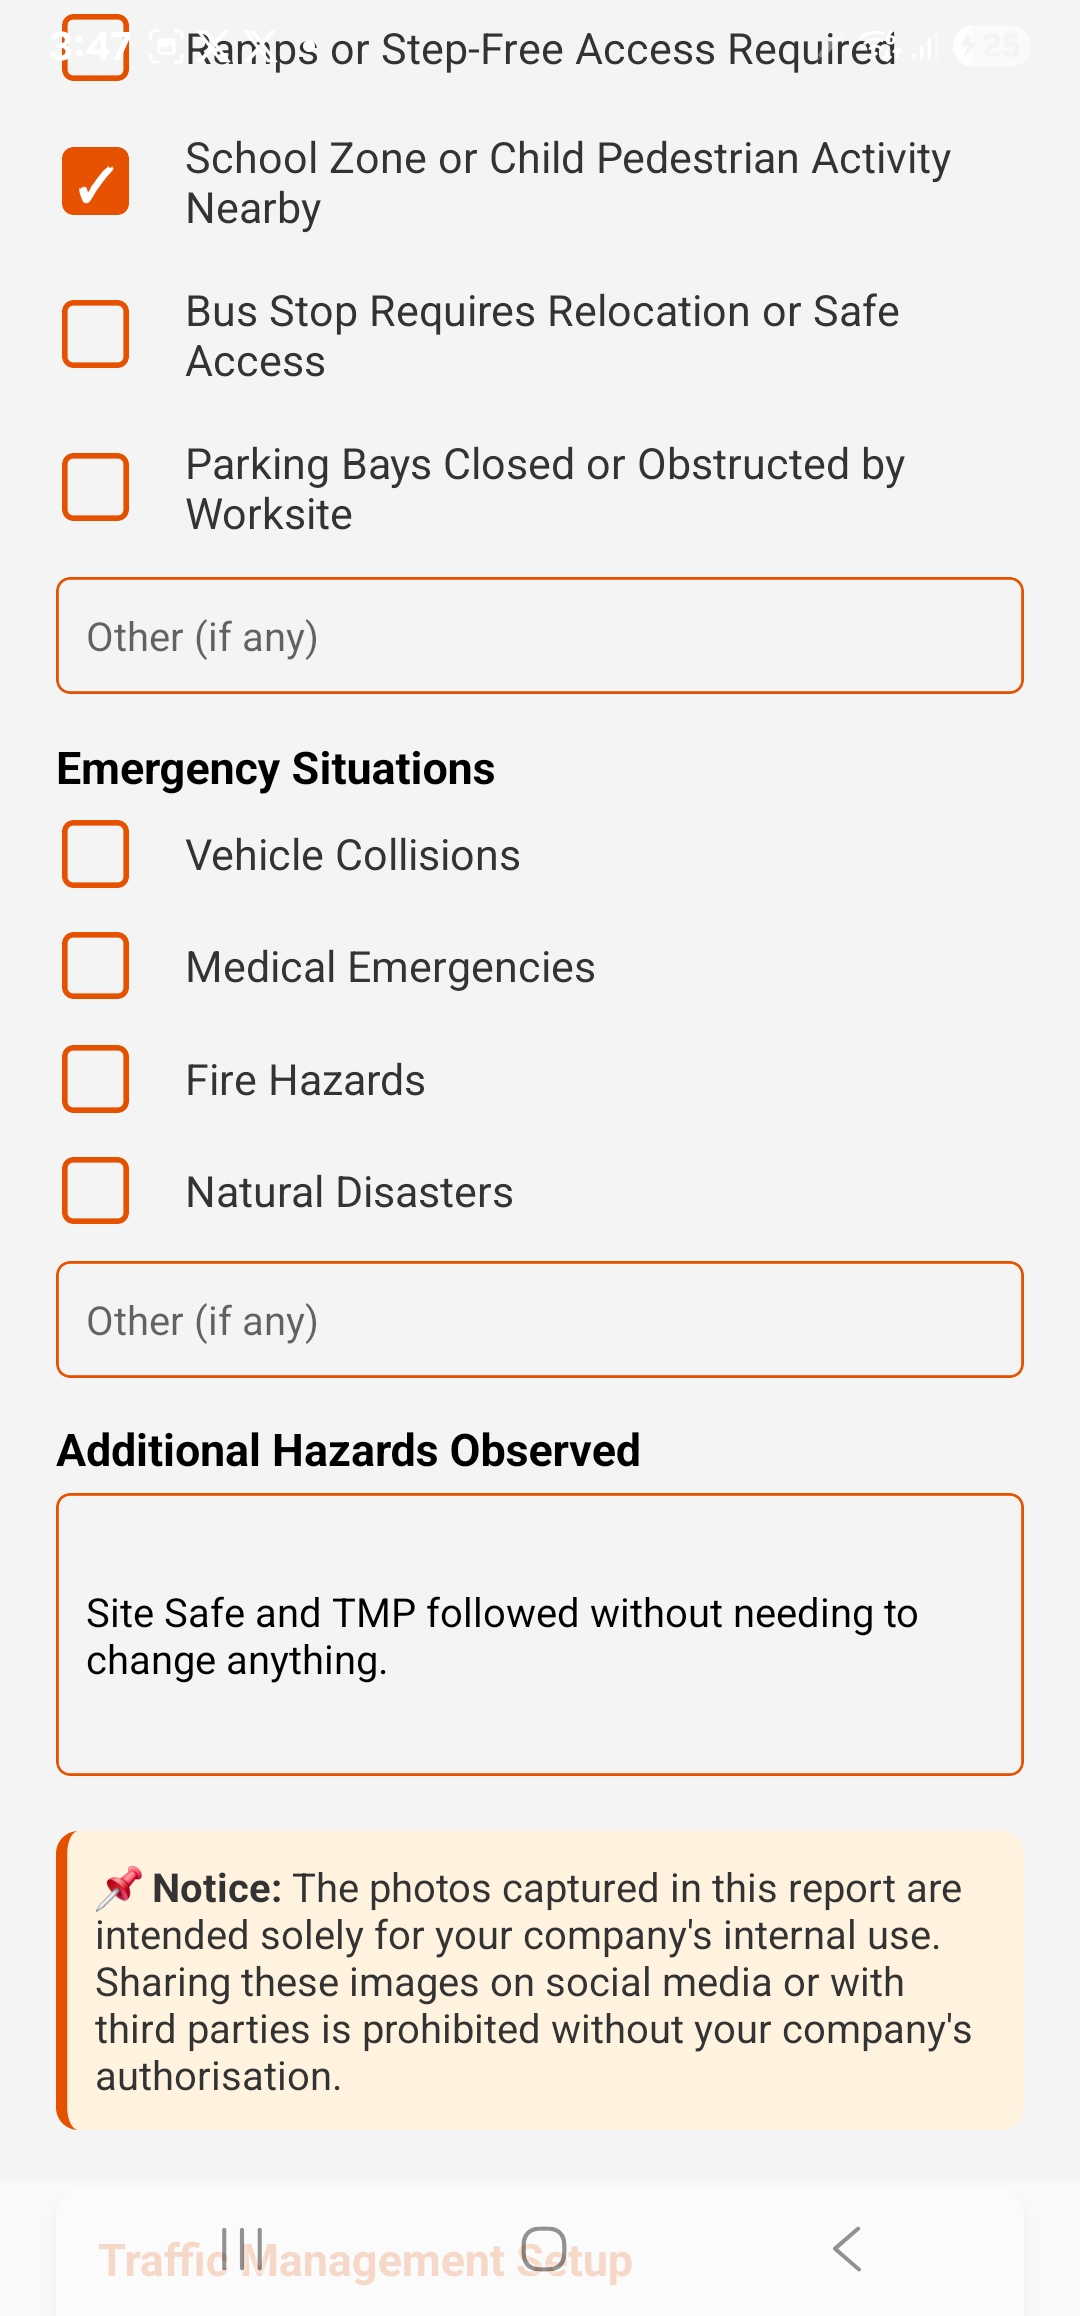 3:47
25
Ramps or Step-Free Access Required
School Zone or Child Pedestrian Activity
Nearby
Bus Stop Requires Relocation or Safe
Access
Parking Bays Closed or Obstructed by
Worksite
Other (if any)
Emergency Situations
Vehicle Collisions
Medical Emergencies
Fire Hazards
Natural Disasters
Other (if any)
Additional Hazards Observed
Site Safe and TMP followed without needing to
change anything.
📌 Notice: The photos captured in this report are
intended solely for your company's internal use.
Sharing these images on social media or with
third parties is prohibited without your company's
authorisation.
Traffic Management Setup